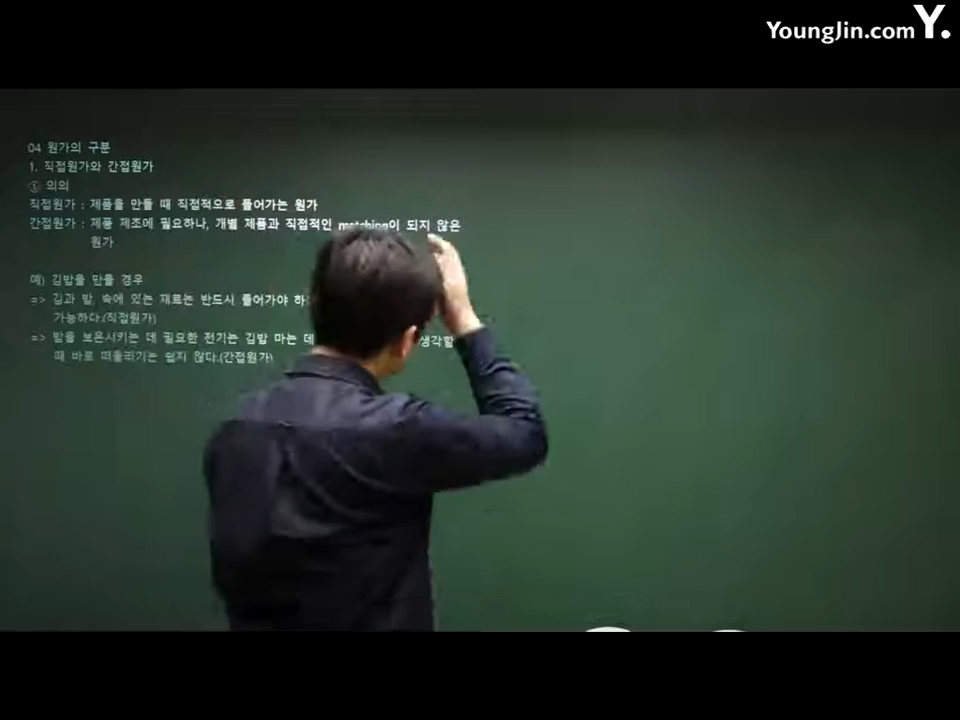 YoungJin.com Y.
04 원가의 구분
1. 직접원가와 간접원가
① 의의
직접원가 : 제품을 만들 때 직접적으로 들어가는 원가
간접원가 : 제품 제조에 필요하나, 개별 제품과 직접적인 matching이 되지 않은
원가
예) 김밥을 만들 경우
=> 김과 밥, 속에 있는 재료는 반드시 들어가야
가능하다.(직접원가)
=> 밥을 보온시키는 데 필요한 전기는 김밥 마는 데 생각할
때 바로 떠올리기는 쉽지 않다.(간접원가)